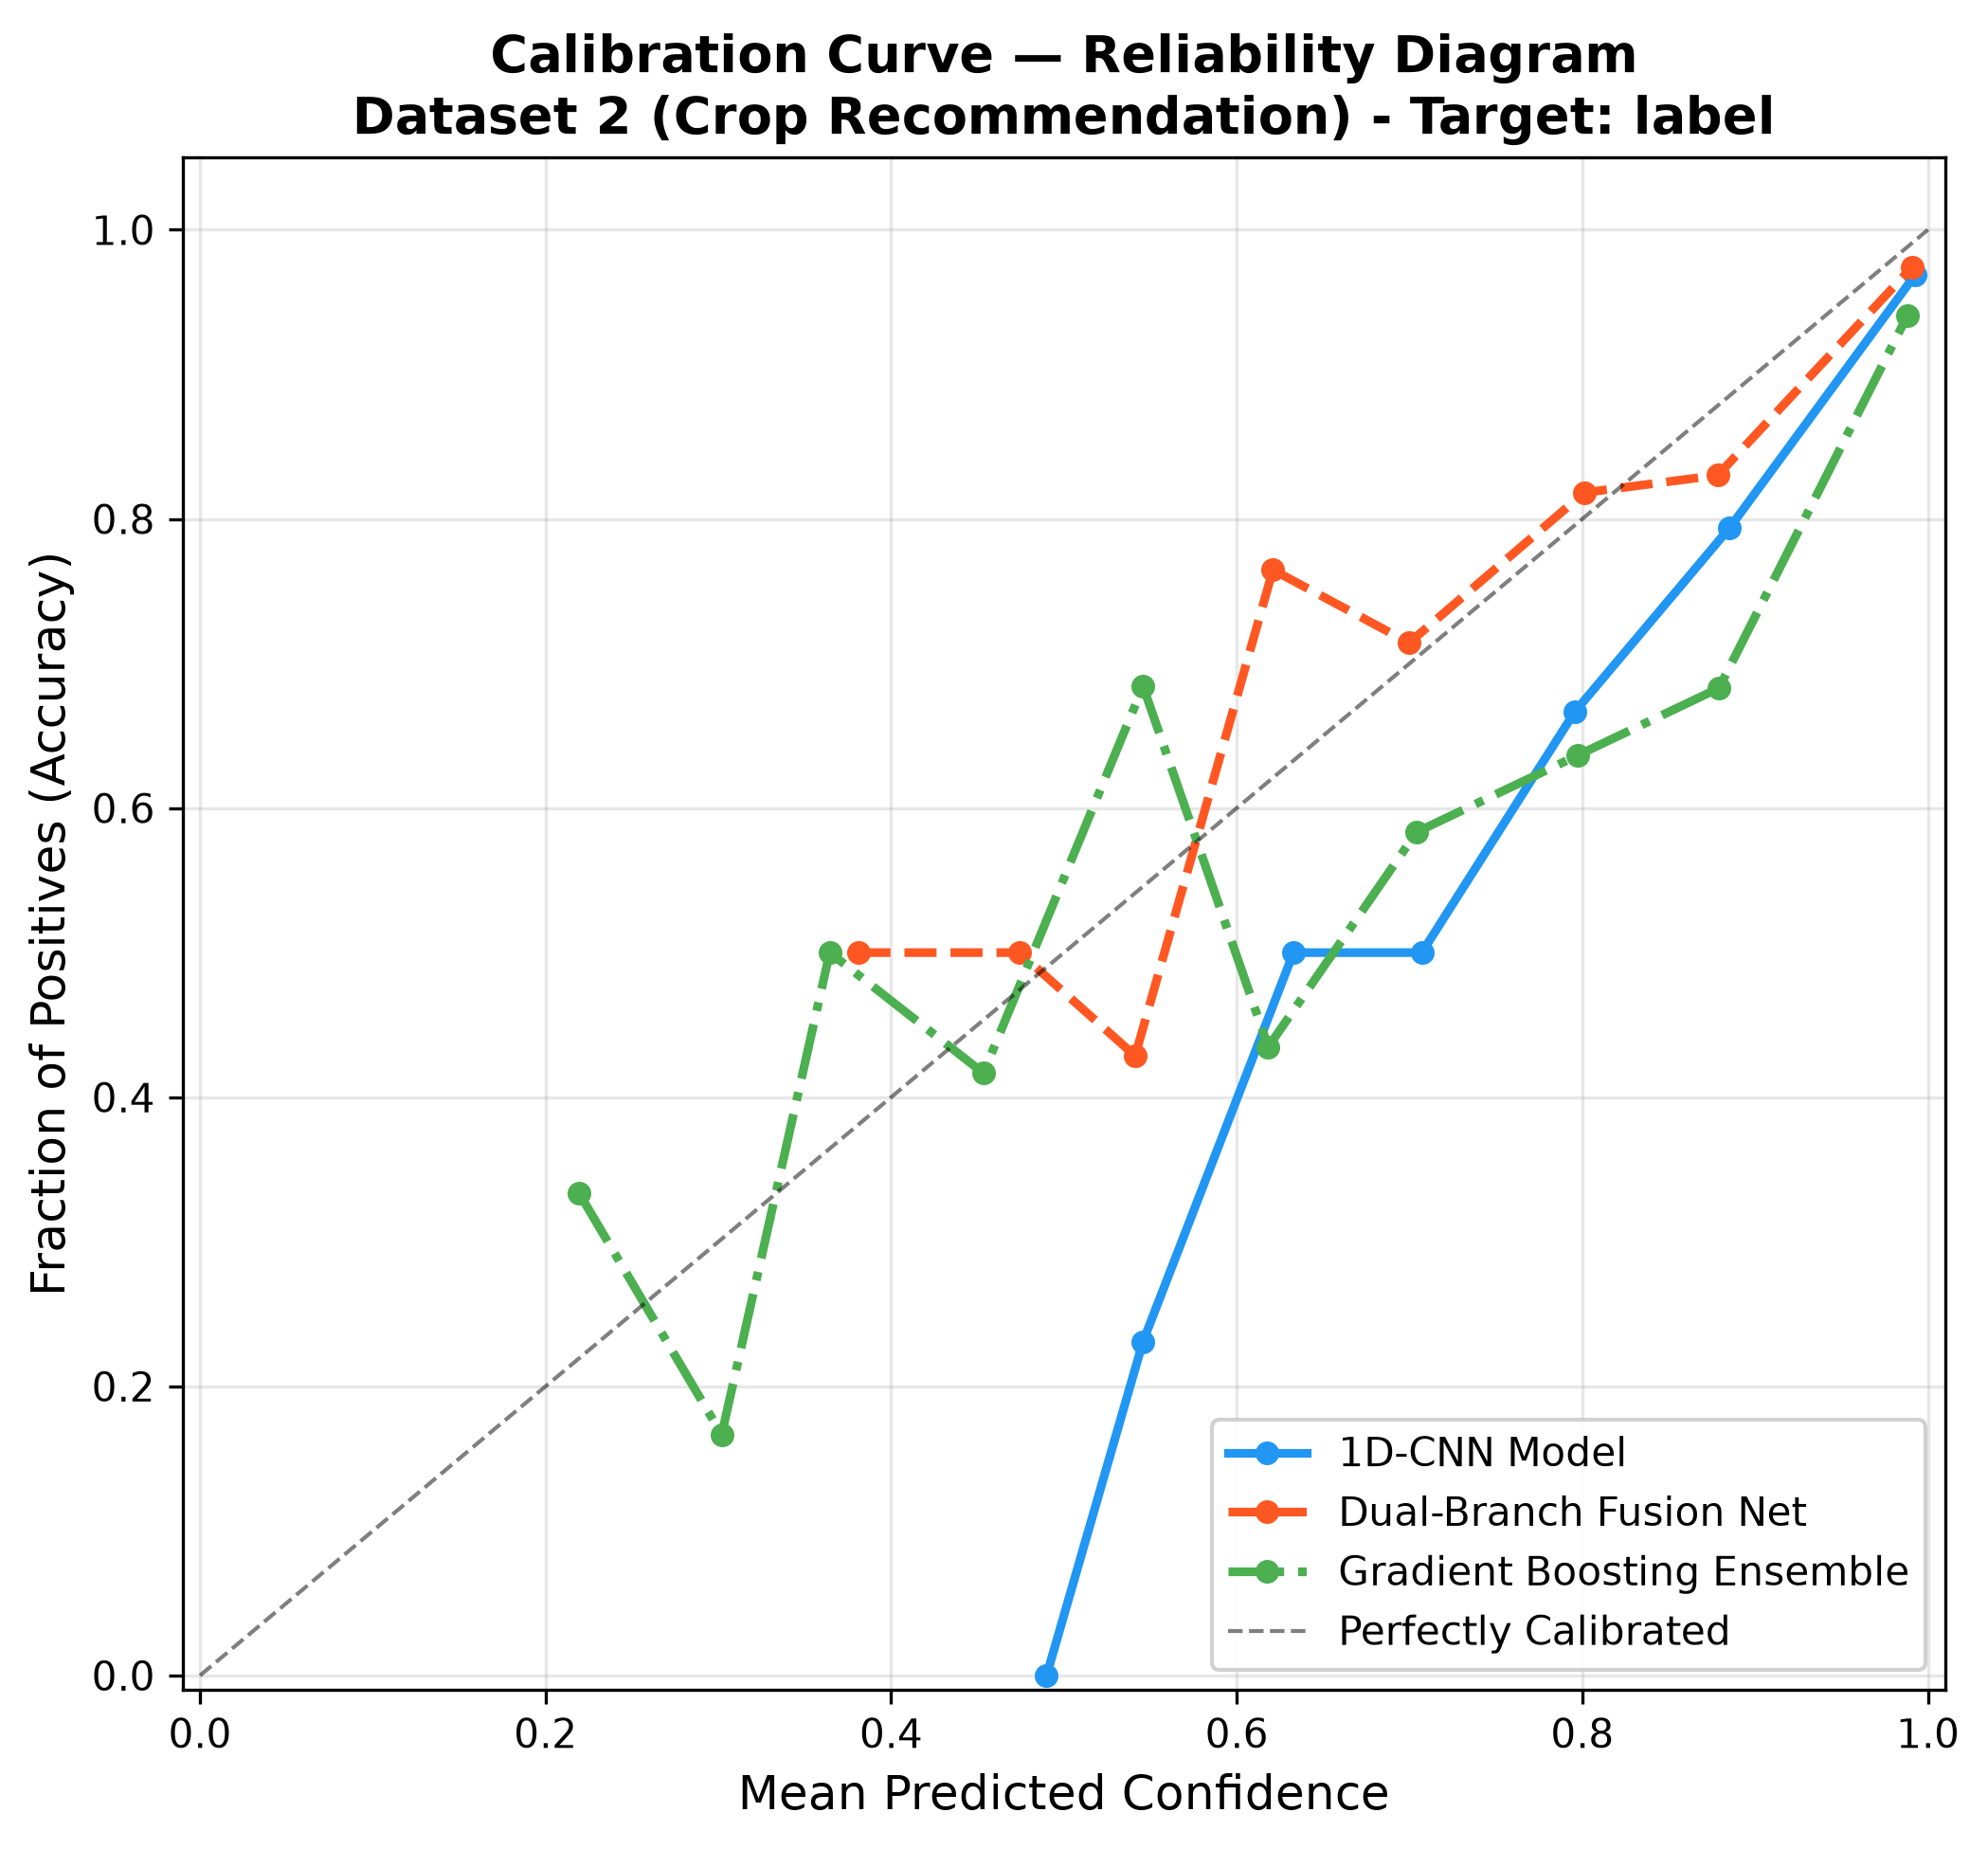 Calibration Curve — Reliability Diagram
Dataset 2 (Crop Recommendation) - Target: label
Fraction of Positives (Accuracy)
1.0
0.8
0.6
0.4
0.2
0.0
1D-CNN Model
Dual-Branch Fusion Net
Gradient Boosting Ensemble
Perfectly Calibrated
0.0 0.2 0.4 0.6 0.8 1.0
Mean Predicted Confidence